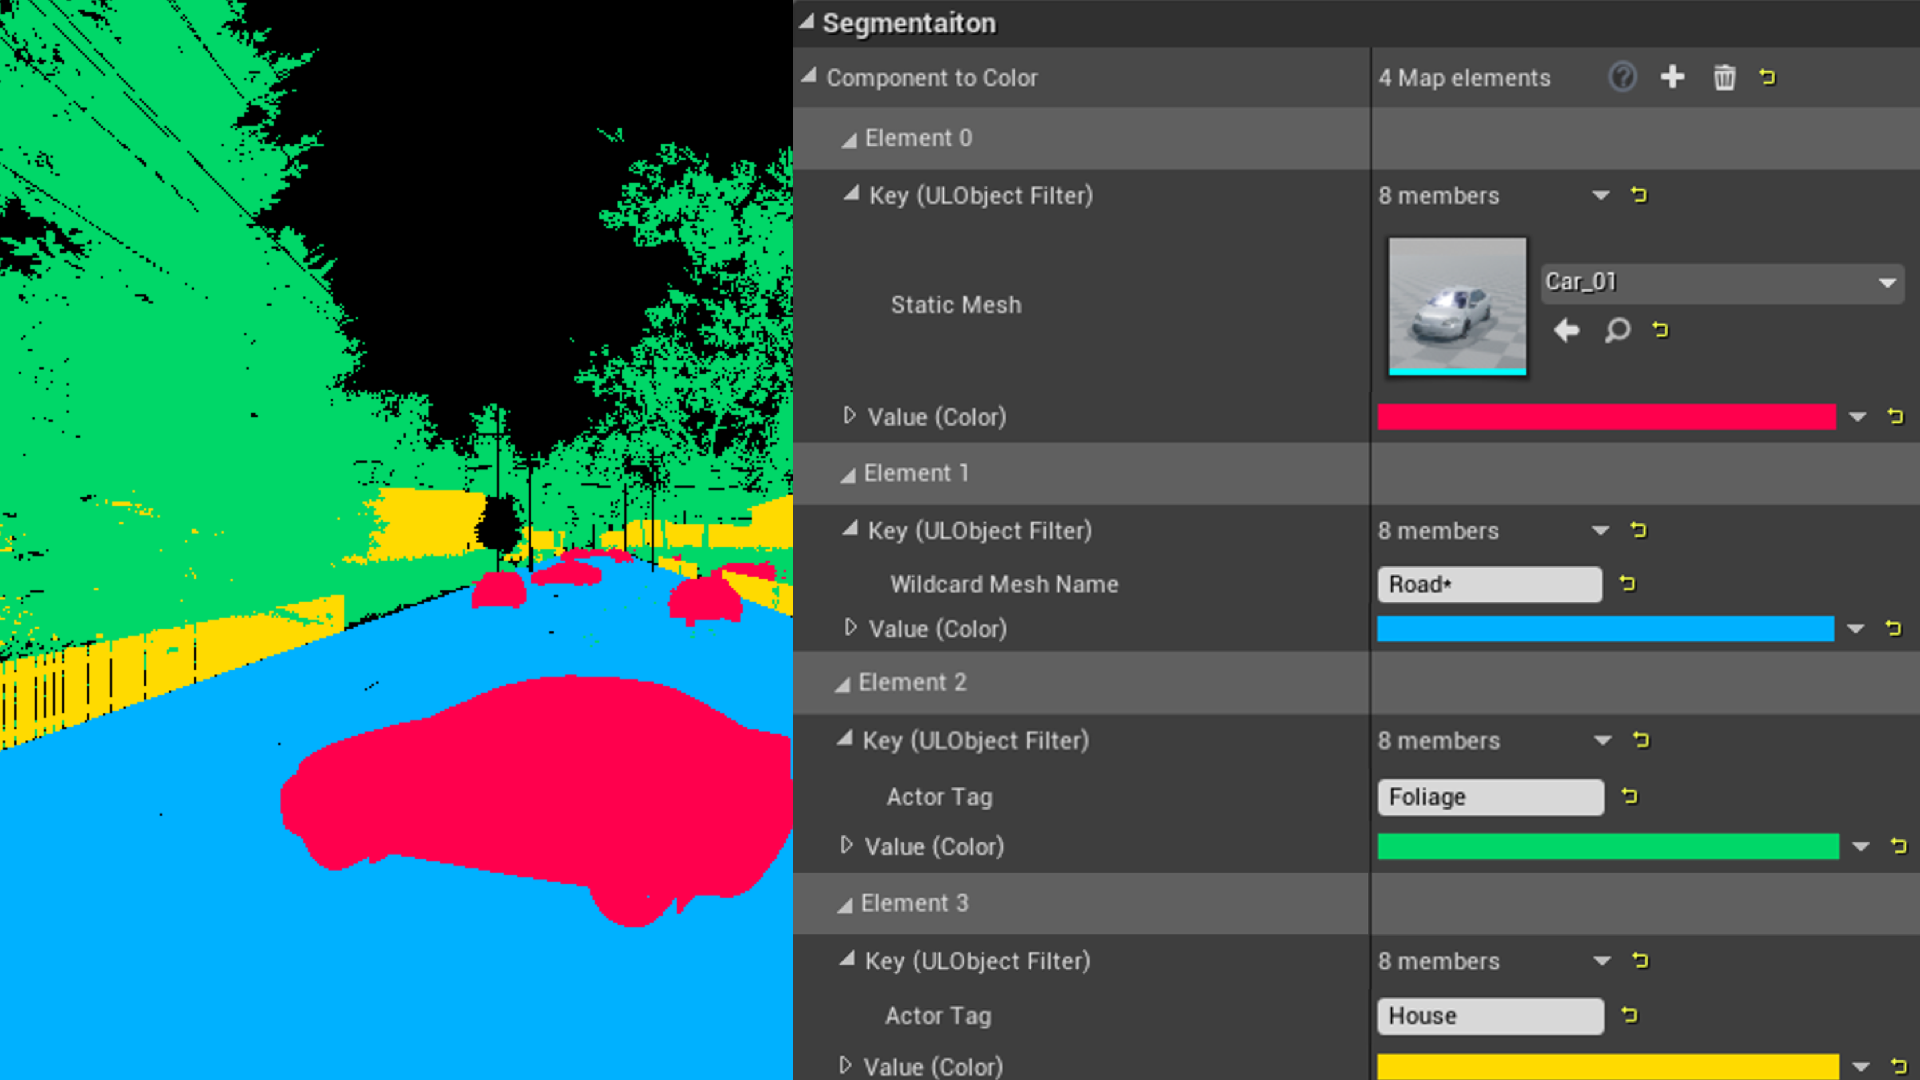 Segmentaiton
Component to Color 4 Map elements
Element 0
Key (ULObject Filter) 8 members
Static Mesh Car_01
Value (Color)
Element 1
Key (ULObject Filter) 8 members
Wildcard Mesh Name Road*
Value (Color)
Element 2
Key (ULObject Filter) 8 members
Actor Tag Foliage
Value (Color)
Element 3
Key (ULObject Filter) 8 members
Actor Tag House
Value (Color)